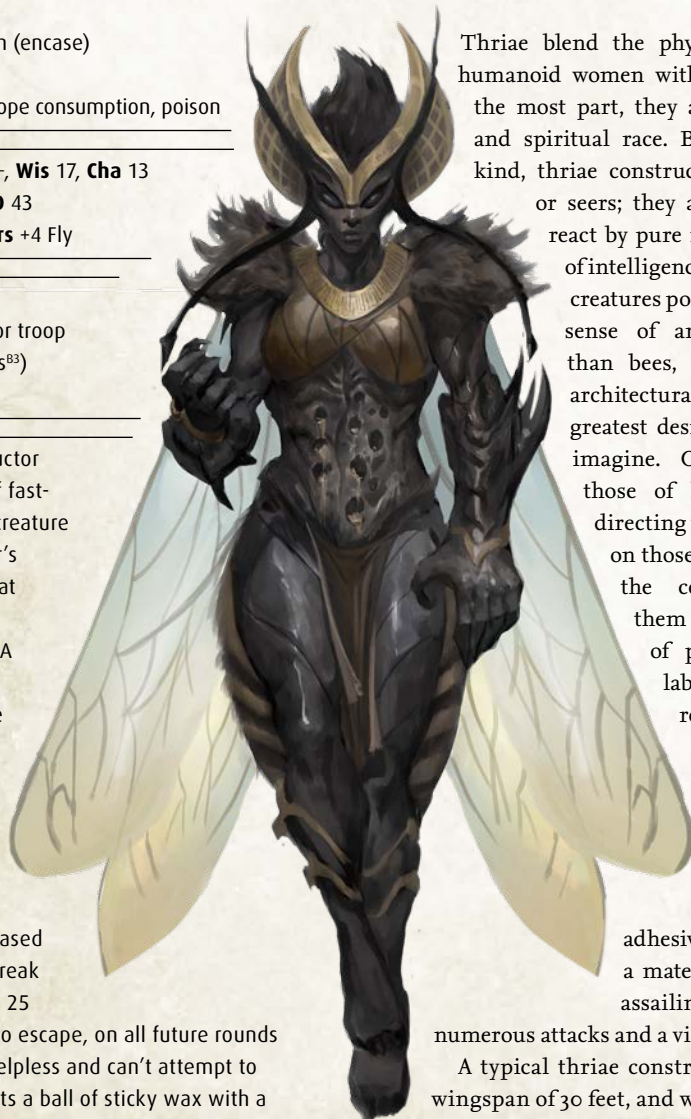 n (encase)
ope consumption, poison
-, Wis 17, Cha 13
D 43
rs +4 Fly
or troop
sB3)
uctor
f fast-
creature
r's
at
A
e
ased
reak
25
o escape, on all future rounds
elpless and can't attempt to
ts a ball of sticky wax with a
Thriae blend the phy
humanoid women with
the most part, they a
and spiritual race. B
kind, thriae construc
or seers; they a
react by pure i
of intelligenc
creatures po
sense of ar
than bees,
architectura
greatest desi
imagine. C
those of
directing
on those
the co
them
of p
lab
re
adhesiv
a mate
assailin
numerous attacks and a vi
A typical thriae constr
wingspan of 30 feet, and w